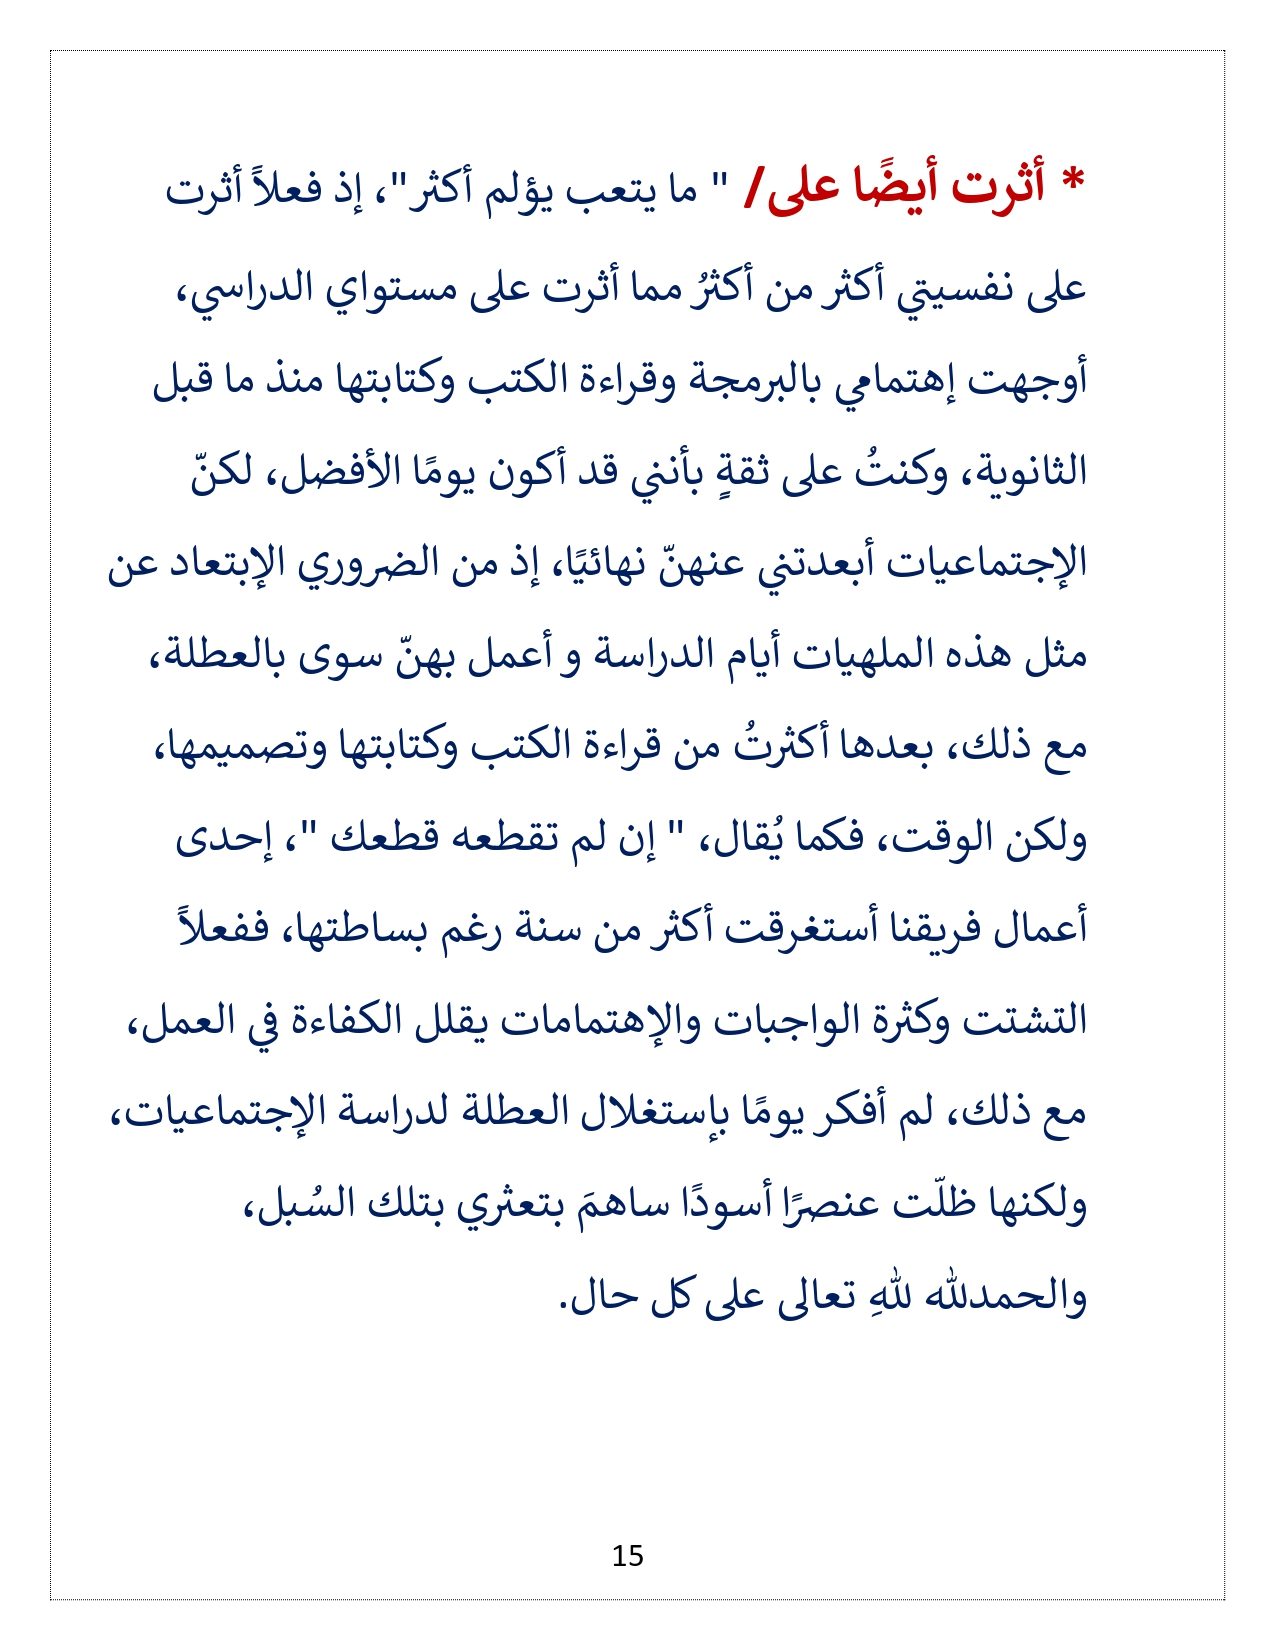 * أثرت أيضًا على/ " ما يتعب يؤلم أكثر"، إذ فعلاً أثرت
على نفسيتي أكثر من أكثرُ مما أثرت على مستواي الدراسي،
أوجهت إهتمامي بالبرمجة وقراءة الكتب وكتابتها منذ ما قبل
الثانوية، وكنتُ على ثقةٍ بأنني قد أكون يومًا الأفضل، لكنّ
الإجتماعيات أبعدتني عنهنّ نهائيًا، إذ من الضروري الإبتعاد عن
مثل هذه الملهيات أيام الدراسة و أعمل بهنّ سوى بالعطلة،
مع ذلك، بعدها أكثرتُ من قراءة الكتب وكتابتها وتصميمها،
ولكن الوقت، فكما يُقال، " إن لم تقطعه قطعك "، إحدى
أعمال فريقنا أستغرقت أكثر من سنة رغم بساطتها، ففعلاً
التشتت وكثرة الواجبات والإهتمامات يقلل الكفاءة في العمل،
مع ذلك، لم أفكر يومًا بإستغلال العطلة لدراسة الإجتماعيات،
ولكنها ظلّت عنصرًا أسودًا ساهمَ بتعثري بتلك السُبل،
والحمدلله للهِ تعالى على كل حال.
15